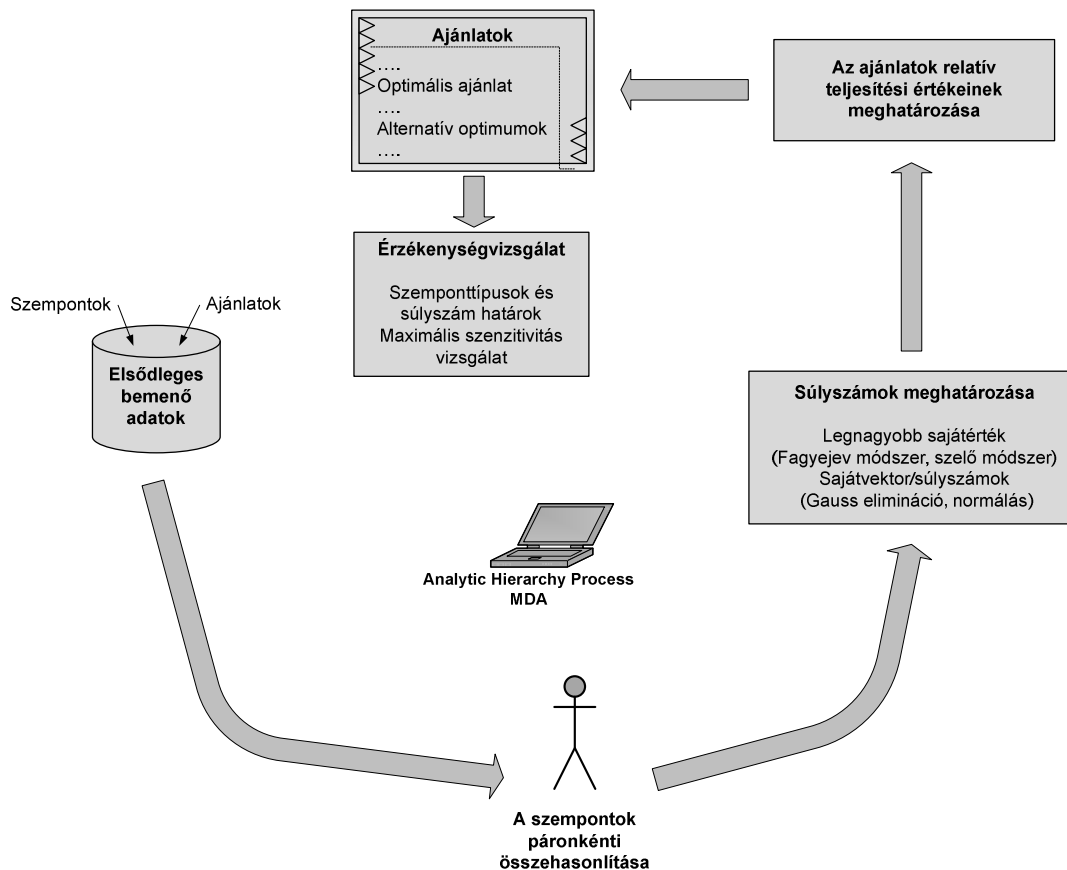 Ajánlatok
....
Optimális ajánlat
....
Alternatív optimumok
....
Az ajánlatok relatív
teljesítési értékeinek
meghatározása
Érzékenységvizsgálat
Szemponttípusok és
súlyszám határok
Maximális szenzitivitás
vizsgálat
Szempontok
Ajánlatok
Elsődleges
bemenő
adatok
Súlyszámok meghatározása
Legnagyobb sajátérték
(Fagyejev módszer, szelő módszer)
Sajátvektor/súlyszámok
(Gauss elimináció, normálás)
Analytic Hierarchy Process
MDA
A szempontok
páronkénti
összehasonlítása